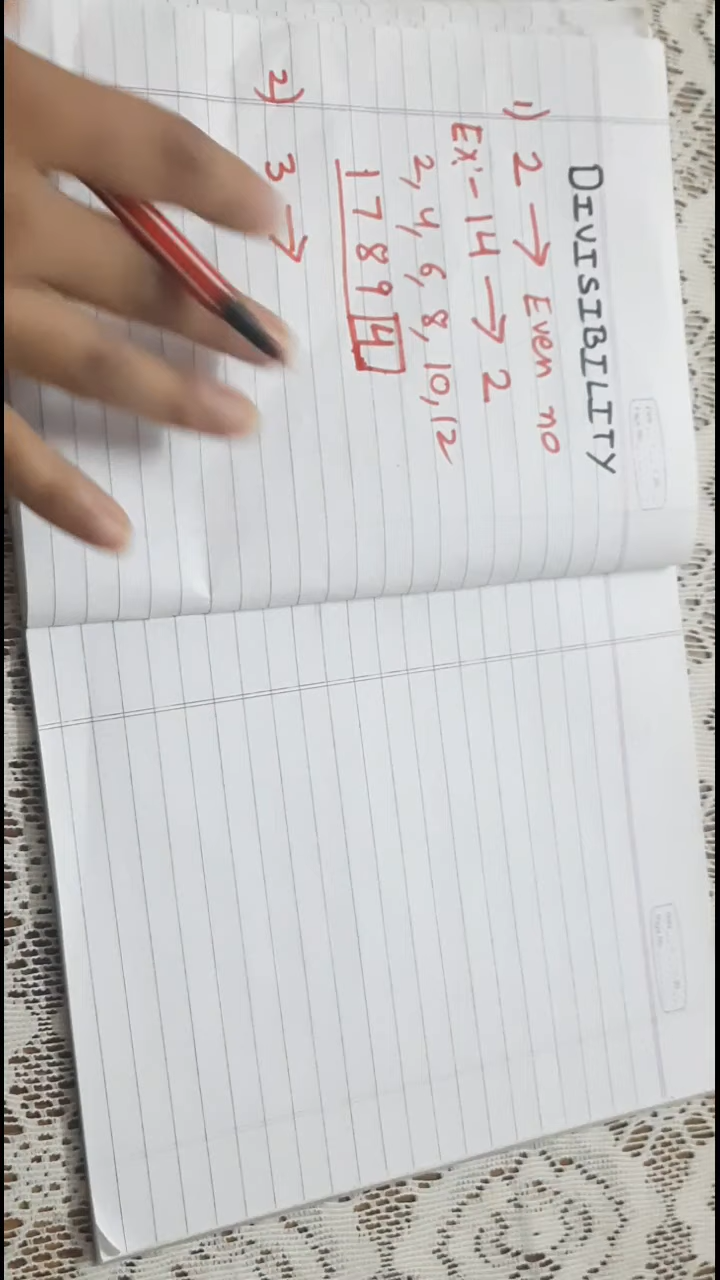 DIVISIBILITY
1) 2 → Even no
Ex:- 14 → 2
2, 4, 6, 8, 10, 12
17894
2) 3 →